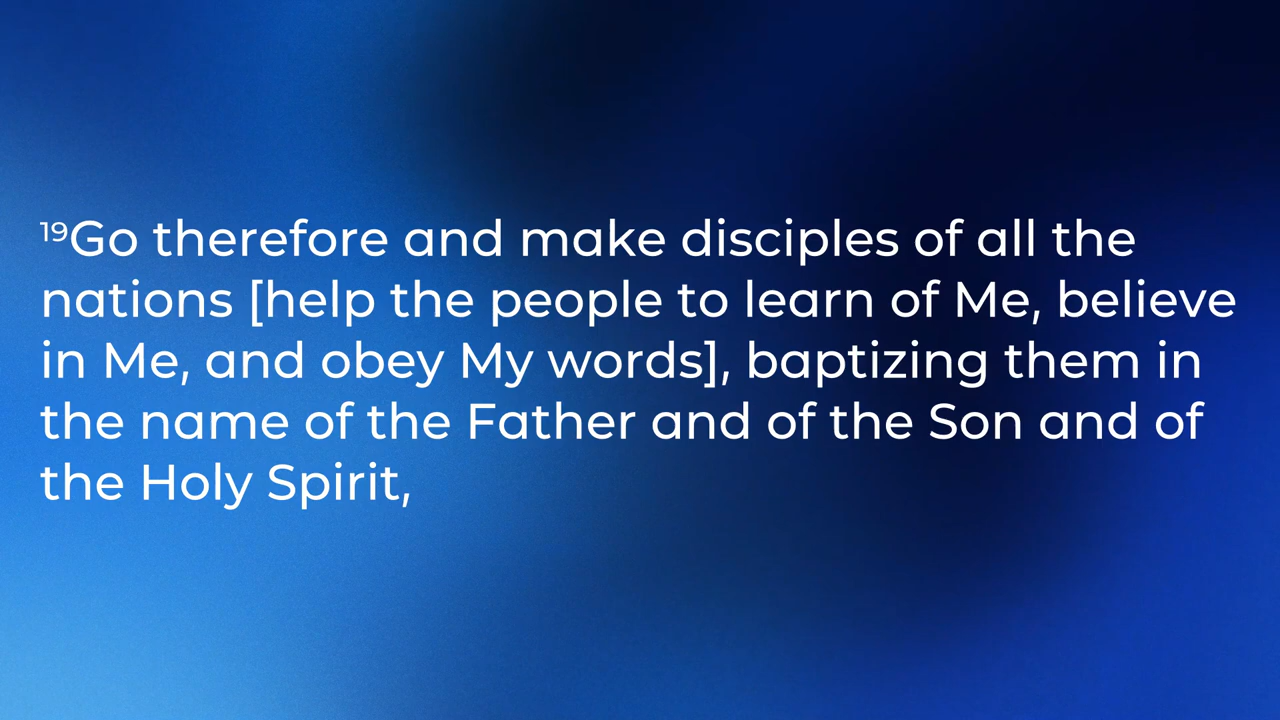 ¹⁹Go therefore and make disciples of all the
nations [help the people to learn of Me, believe
in Me, and obey My words], baptizing them in
the name of the Father and of the Son and of
the Holy Spirit,